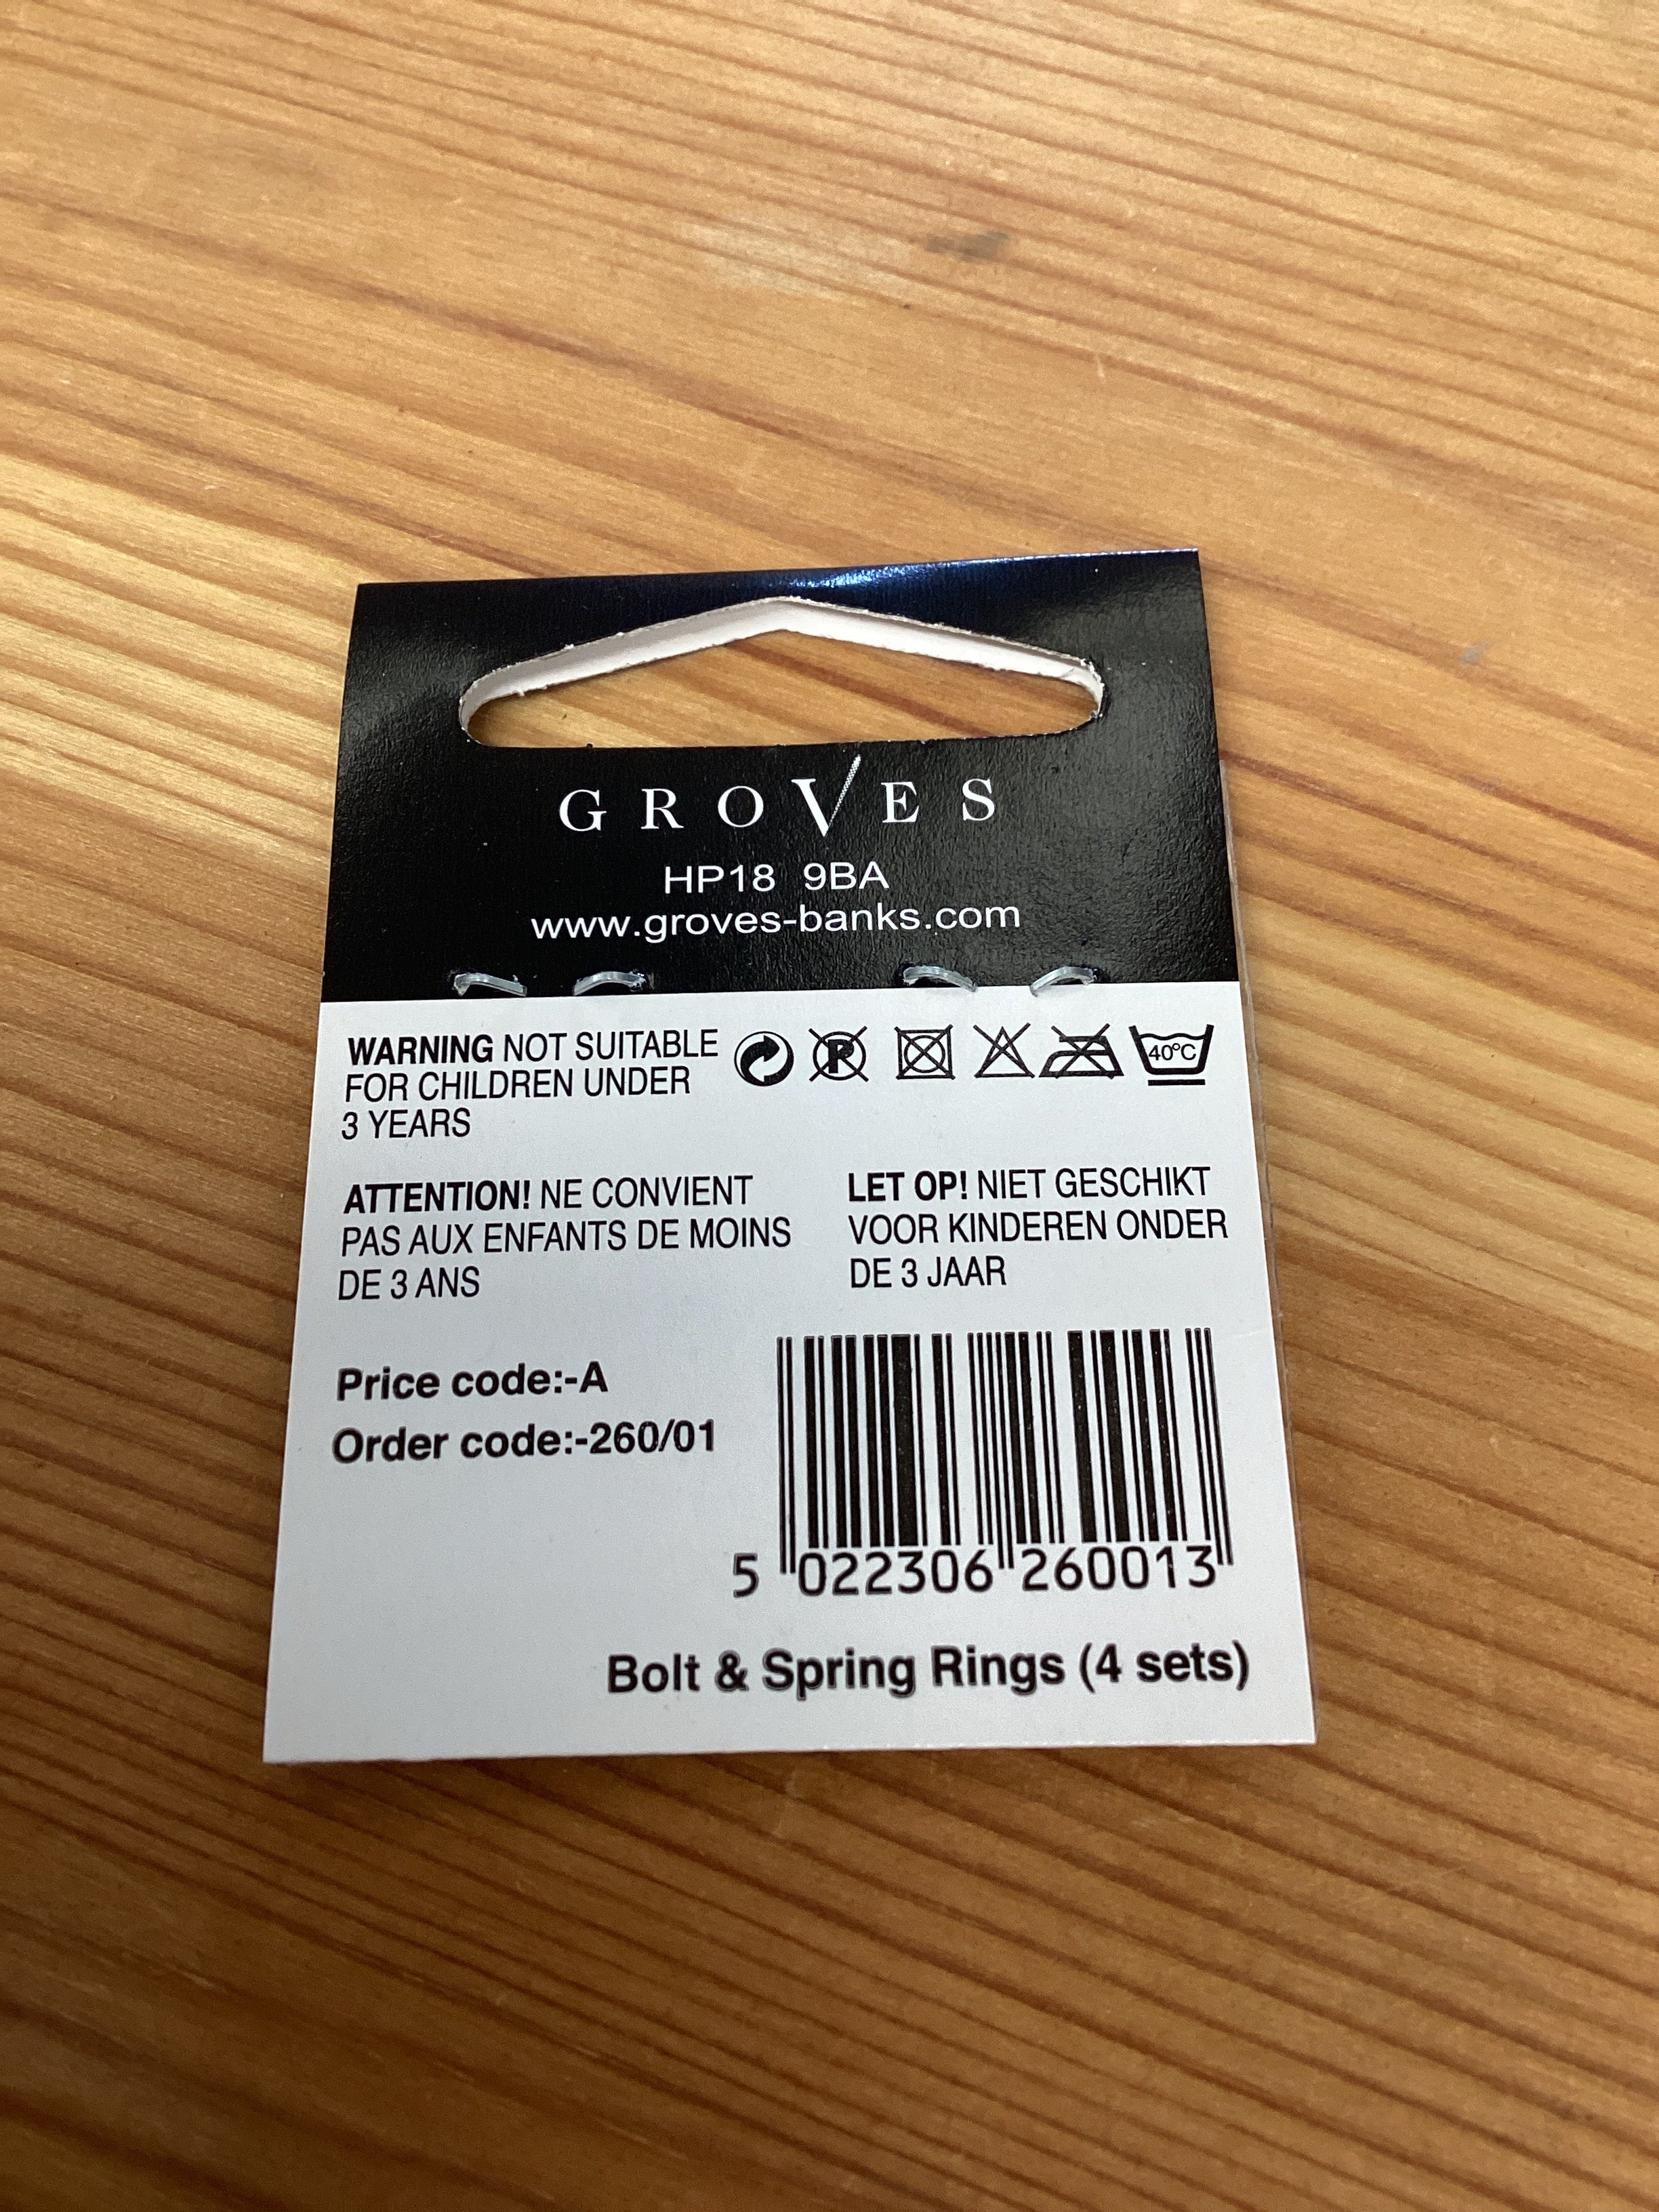 GROVES
HP18 9BA
www.groves-banks.com
WARNING NOT SUITABLE
FOR CHILDREN UNDER
3 YEARS
P
40°C
ATTENTION! NE CONVIENT
PAS AUX ENFANTS DE MOINS
DE 3 ANS
LET OP! NIET GESCHIKT
VOOR KINDEREN ONDER
DE 3 JAAR
Price code:-A
Order code:-260/01
5 022306 260013
Bolt & Spring Rings (4 sets)